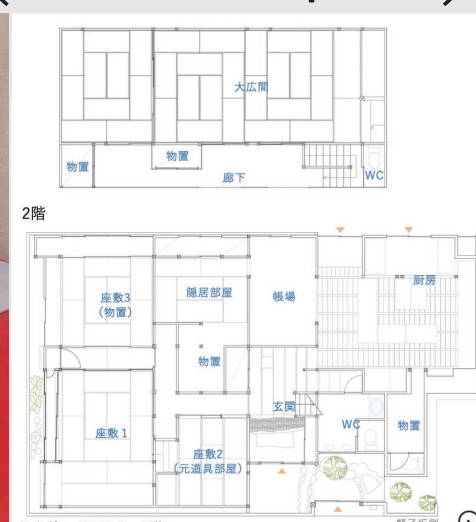 大広間
物置
物置
廊下
WC
2階
座敷3
(物置)
隠居部屋
帳場
厨房
物置
玄関
座敷1
座敷2
(元道具部屋)
WC
物置